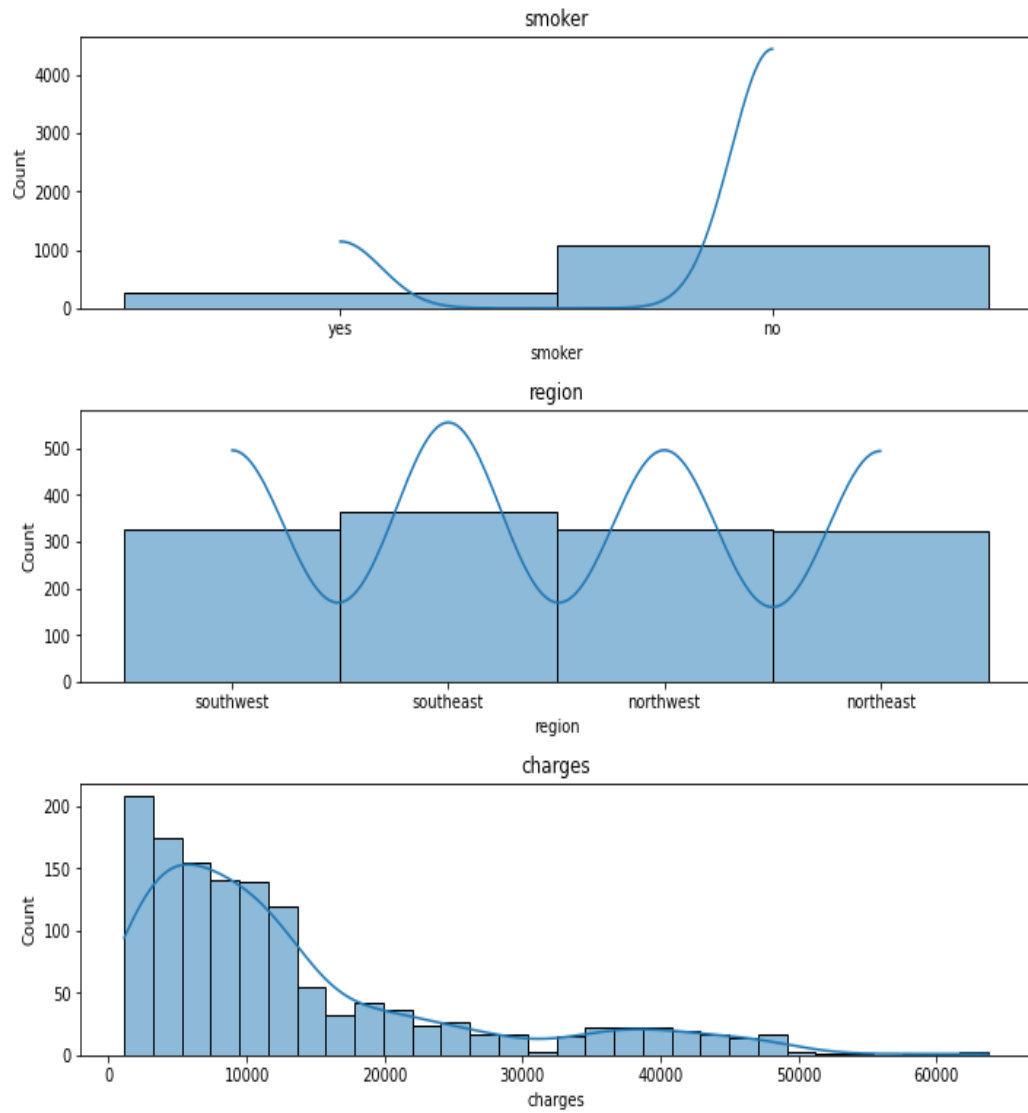 smoker
4000
3000
2000
1000
0
Count
yes no
smoker
region
500
400
300
200
100
0
Count
southwest southeast northwest northeast
region
charges
200
150
100
50
0
Count
0 10000 20000 30000 40000 50000 60000
charges